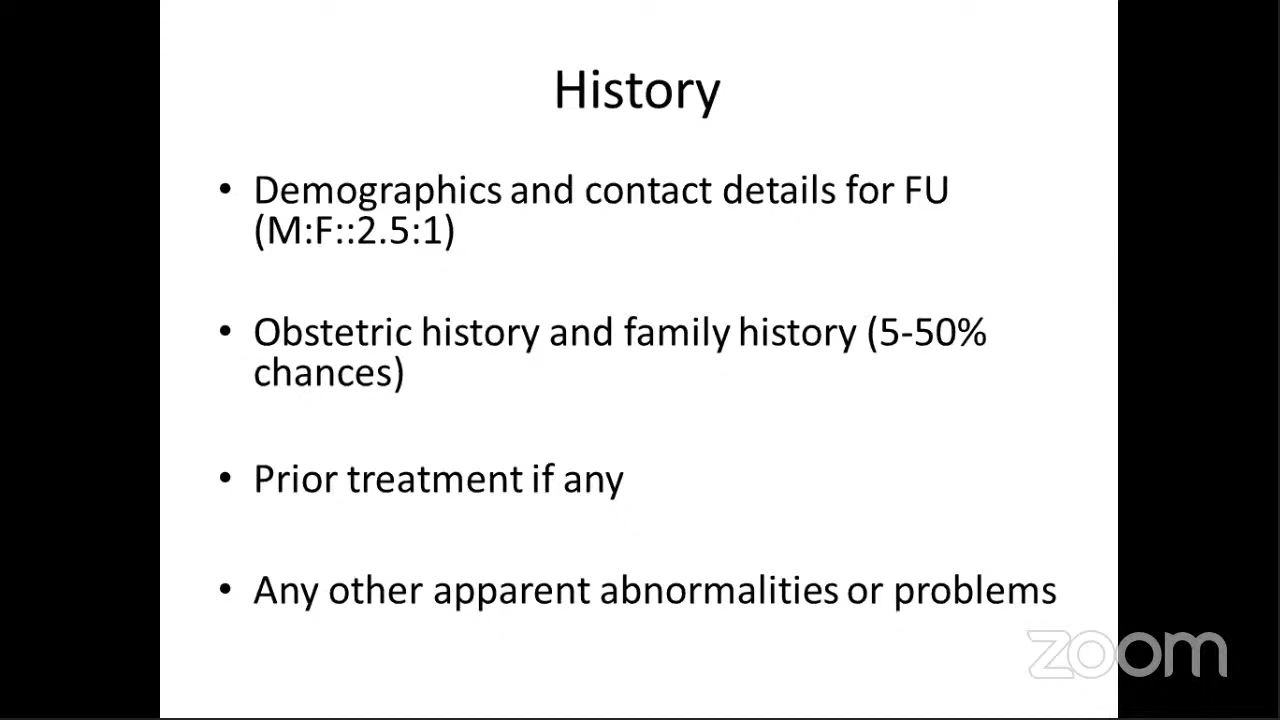 History
• Demographics and contact details for FU
(M:F::2.5:1)
• Obstetric history and family history (5-50%
chances)
• Prior treatment if any
• Any other apparent abnormalities or problems
zoom